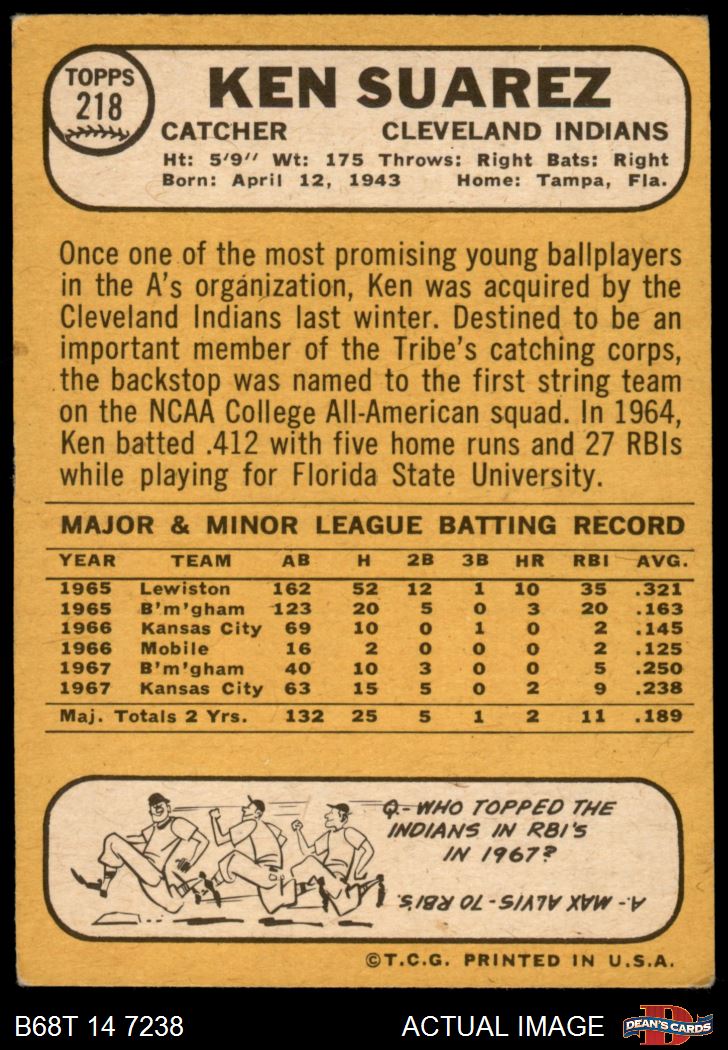 TOPPS
218
KEN SUAREZ
CATCHER CLEVELAND INDIANS
Ht: 5'9" Wt: 175 Throws: Right Bats: Right
Born: April 12, 1943 Home: Tampa, Fla.
Once one of the most promising young ballplayers
in the A's organization, Ken was acquired by the
Cleveland Indians last winter. Destined to be an
important member of the Tribe's catching corps,
the backstop was named to the first string team
on the NCAA College All-American squad. In 1964,
Ken batted .412 with five home runs and 27 RBIs
while playing for Florida State University.
MAJOR & MINOR LEAGUE BATTING RECORD
YEAR TEAM AB H 2B 3B HR RBI AVG.
1965 Lewiston 162 52 12 1 10 35 .321
1965 B'm'gham 123 20 5 0 3 20 .163
1966 Kansas City 69 10 0 1 0 2 .145
1966 Mobile 16 2 0 0 0 2 .125
1967 B'm'gham 40 10 3 0 0 5 .250
1967 Kansas City 63 15 5 0 2 9 .238
Maj. Totals 2 Yrs. 132 25 5 1 2 11 .189
Q.-WHO TOPPED THE
INDIANS IN RBI'S
IN 1967?
A.- MAX ALVIS - 70 RBI'S.
©T.C.G. PRINTED IN U.S.A.
B68T 14 7238 ACTUAL IMAGE D DEAN'S CARDS